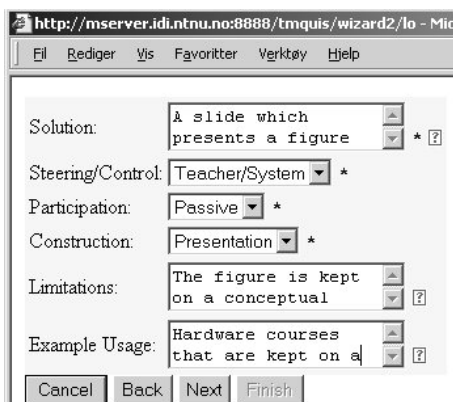 http://mserver.idi.ntnu.no:8888/tmquis/wizard2/lo - Mic
Fil Rediger Vis Favoritter Verktøy Hjelp
Solution: A slide which
presents a figure * ?
Steering/Control: Teacher/System *
Participation: Passive *
Construction: Presentation *
Limitations: The figure is kept
on a conceptual ?
Example Usage: Hardware courses
that are kept on a ?
Cancel Back Next Finish